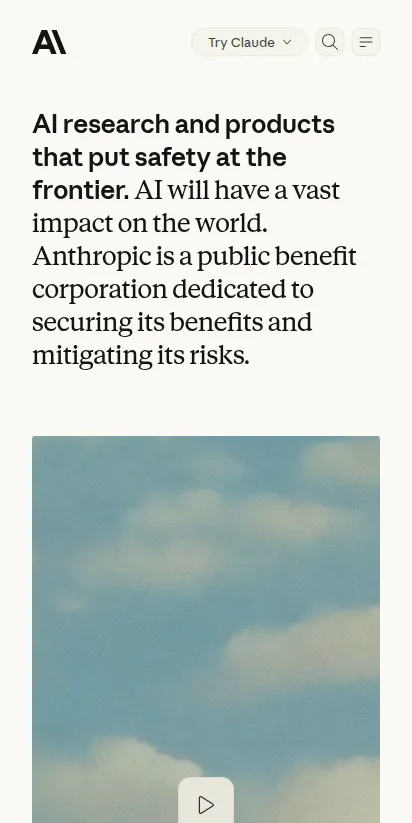 Try Claude
AI research and products
that put safety at the
frontier. AI will have a vast
impact on the world.
Anthropic is a public benefit
corporation dedicated to
securing its benefits and
mitigating its risks.